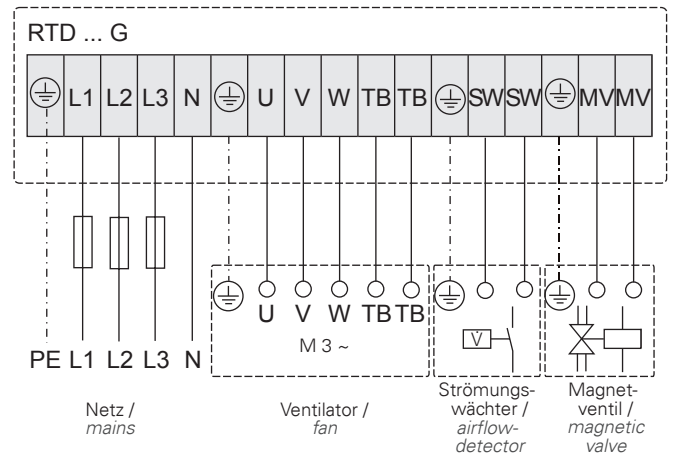 RTD ... G
L1 L2 L3 N U V W TB TB SW SW MV MV
U V W TB TB
M 3 ~
V̇
PE L1 L2 L3 N
Netz /
mains
Ventilator /
fan
Strömungs-
wächter /
airflow-
detector
Magnet-
ventil /
magnetic
valve